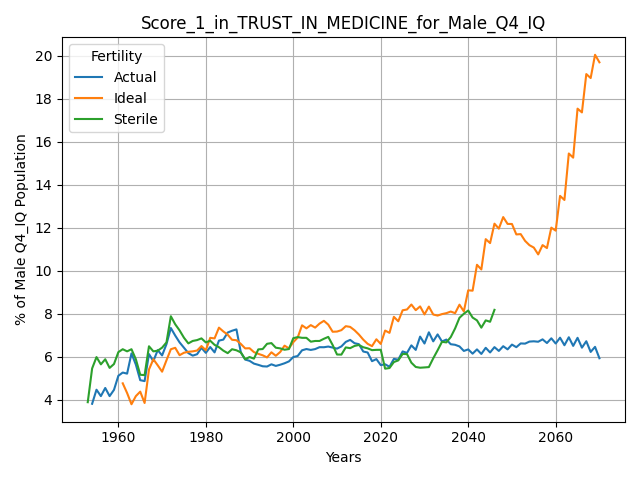 Score_1_in_TRUST_IN_MEDICINE_for_Male_Q4_IQ
Fertility
Actual
Ideal
Sterile
% of Male Q4_IQ Population
20
18
16
14
12
10
8
6
4
1960 1980 2000 2020 2040 2060
Years